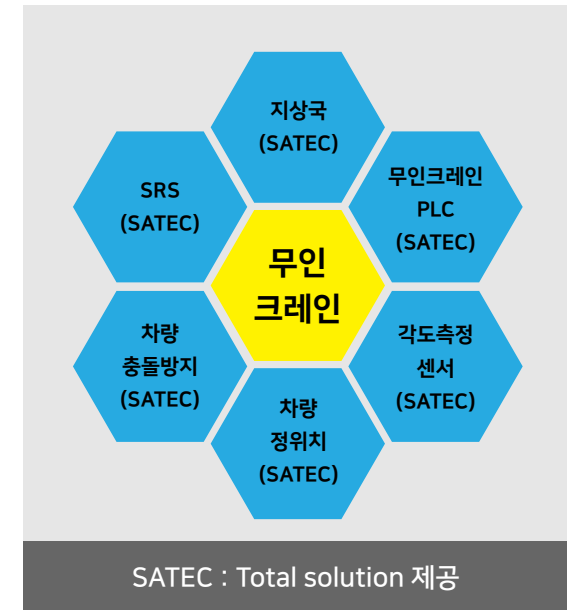 지상국
(SATEC)
무인크레인
PLC
(SATEC)
각도측정
센서
(SATEC)
차량
정위치
(SATEC)
차량
충돌방지
(SATEC)
SRS
(SATEC)
무인
크레인
SATEC : Total solution 제공